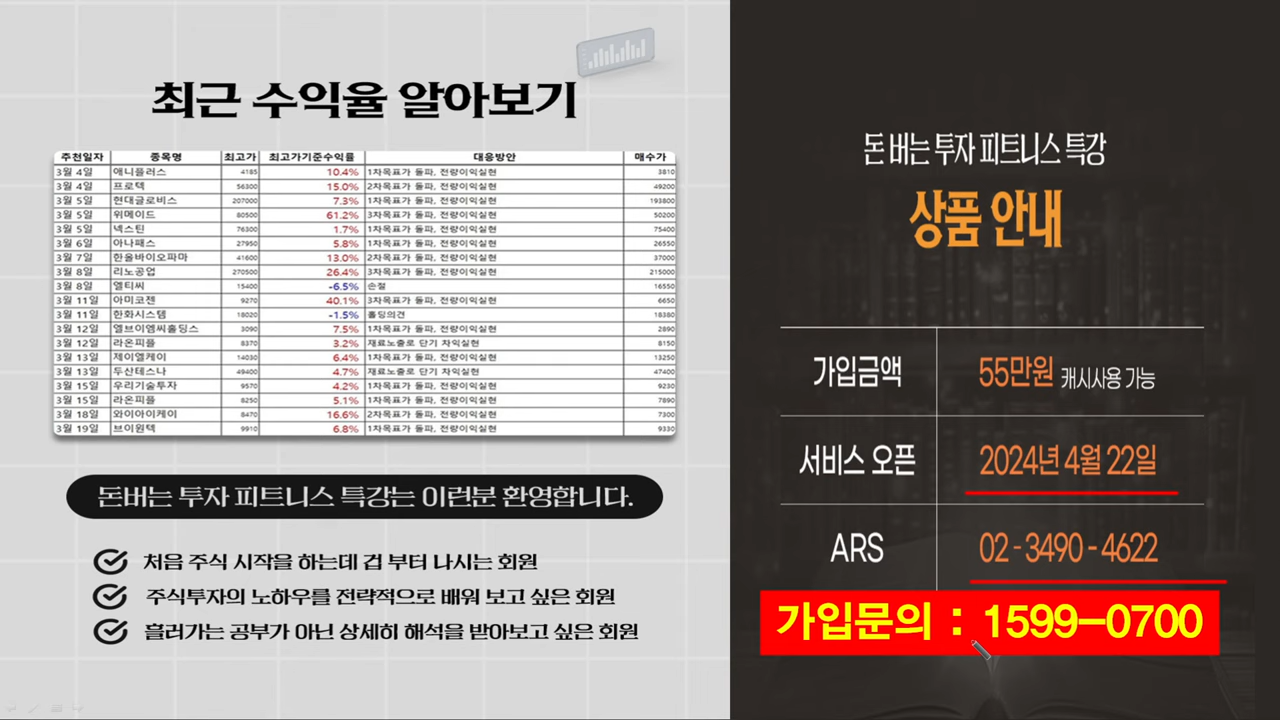 최근 수익율 알아보기
추천일자 종목명 최고가 최고가기준수익률 대응방안 매수가
3월 4일 애니플러스 4185 10.4% 1차목표가 돌파, 전량이익실현 3810
3월 4일 프로텍 56300 15.0% 2차목표가 돌파, 전량이익실현 49200
3월 5일 현대글로비스 207000 7.3% 1차목표가 돌파, 전량이익실현 193800
3월 5일 위메이드 80500 61.2% 3차목표가 돌파, 전량이익실현 50200
3월 5일 넥스틴 76300 1.7% 1차목표가 돌파, 전량이익실현 75400
3월 6일 아나패스 27950 5.8% 1차목표가 돌파, 전량이익실현 26550
3월 7일 한올바이오파마 41600 13.0% 2차목표가 돌파, 전량이익실현 37000
3월 8일 리노공업 270500 26.4% 3차목표가 돌파, 전량이익실현 215000
3월 8일 엘티씨 15400 -6.5% 손절 16550
3월 11일 아미코젠 9270 40.1% 3차목표가 돌파, 전량이익실현 6650
3월 11일 한화시스템 18020 -1.5% 홀딩의견 18380
3월 12일 엘브이엠씨홀딩스 3090 7.5% 1차목표가 돌파, 전량이익실현 2890
3월 12일 라온피플 8370 3.2% 재료노출로 단기 차익실현 8150
3월 13일 제이엘케이 14030 6.4% 1차목표가 돌파, 전량이익실현 13250
3월 13일 두산테스나 49400 4.7% 재료노출로 단기 차익실현 47400
3월 15일 우리기술투자 9570 4.2% 1차목표가 돌파, 전량이익실현 9230
3월 15일 라온피플 8250 5.1% 1차목표가 돌파, 전량이익실현 7890
3월 18일 와이아이케이 8470 16.6% 2차목표가 돌파, 전량이익실현 7300
3월 19일 브이원텍 9910 6.8% 1차목표가 돌파, 전량이익실현 9330
돈버는 투자 피트니스 특강는 이런분 환영합니다.
처음 주식 시작을 하는데 겁 부터 나시는 회원
주식투자의 노하우를 전략적으로 배워 보고 싶은 회원
흘러가는 공부가 아닌 상세히 해석을 받아보고 싶은 회원
돈 버는 투자 피트니스 특강
상품 안내
가입금액 55만원 캐시사용 가능
서비스 오픈 2024년 4월 22일
ARS 02-3490-4622
가입문의 : 1599-0700